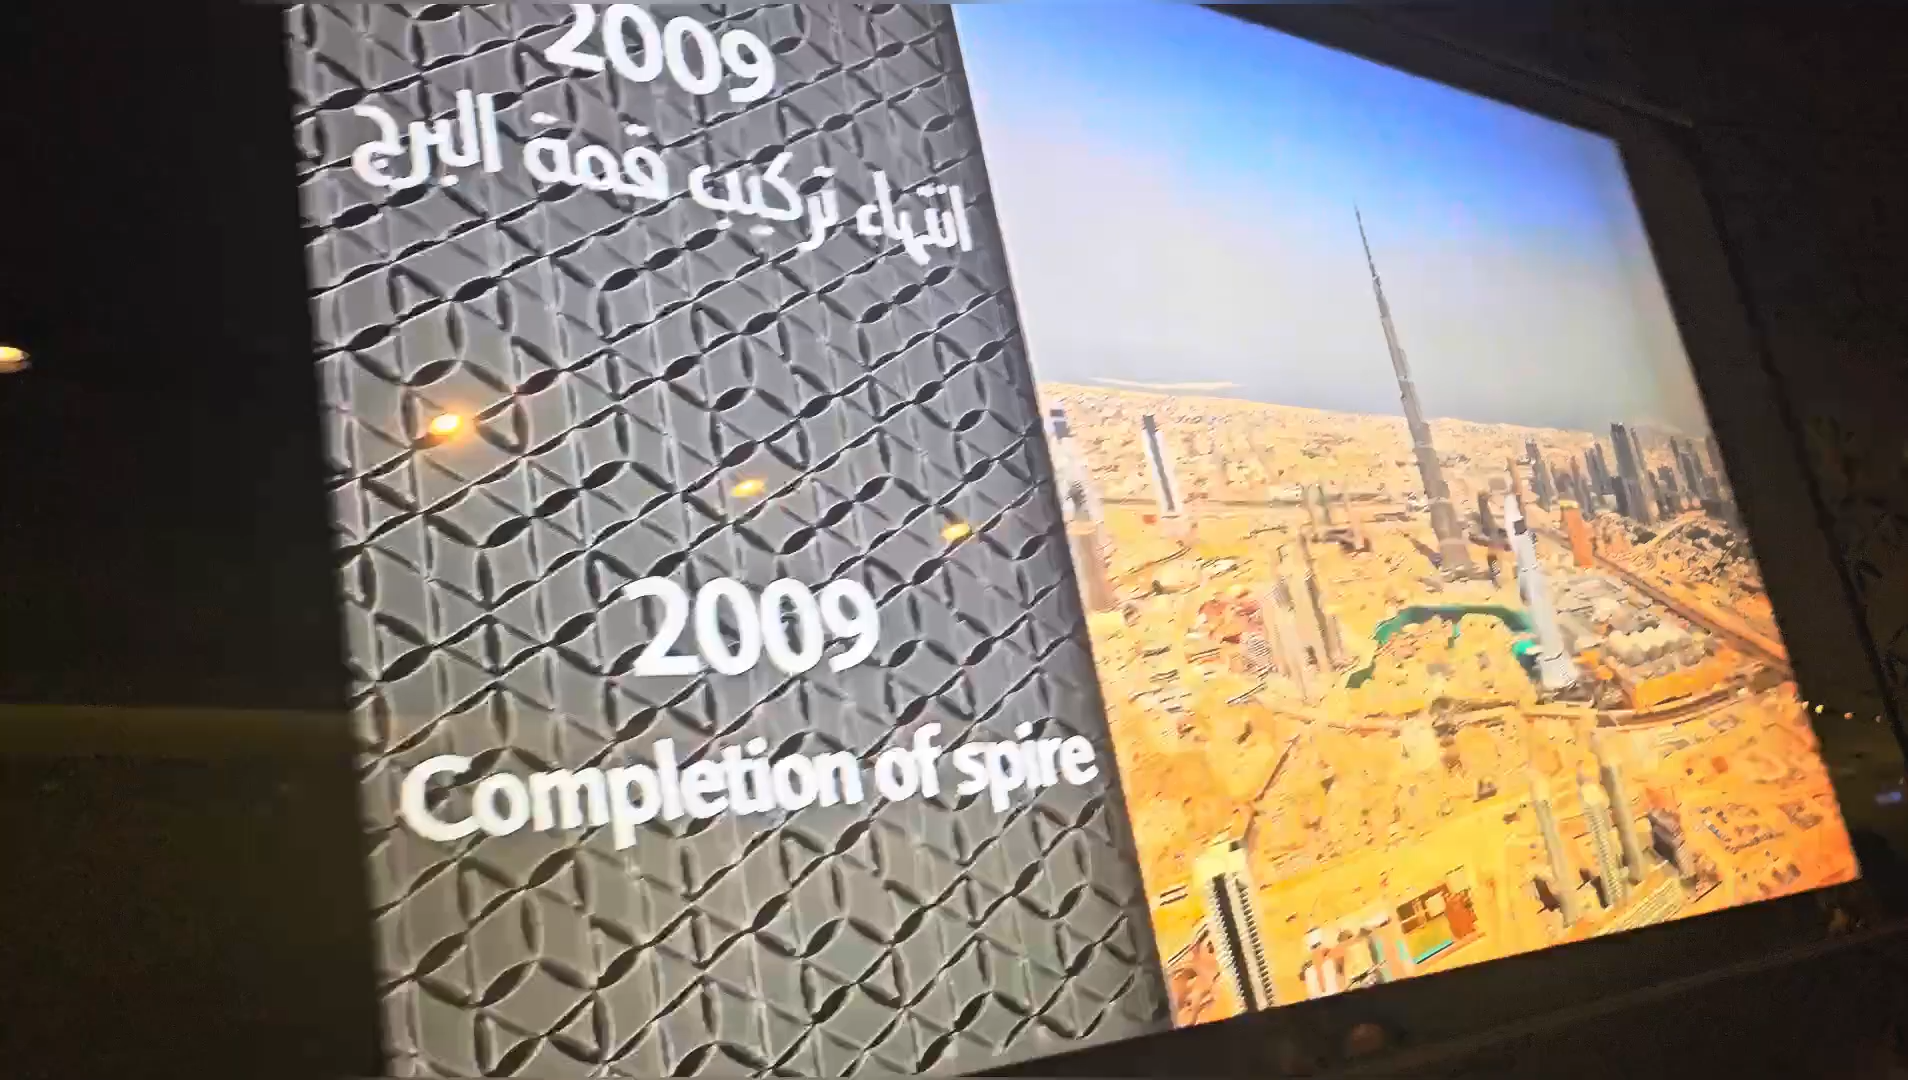 2009
انتهاء تركيب قمة البرج
2009
Completion of spire